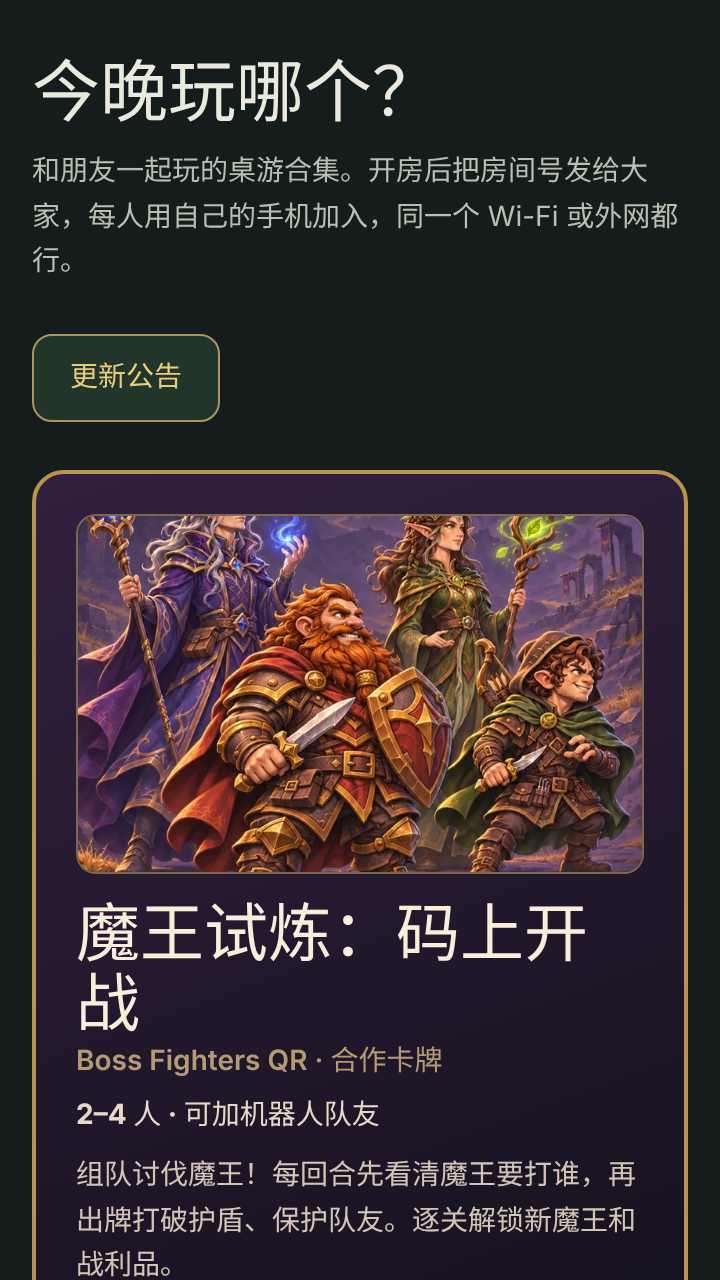 今晚玩哪个？
和朋友一起玩的桌游合集。开房后把房间号发给大
家，每人用自己的手机加入，同一个 Wi-Fi 或外网都
行。
更新公告
魔王试炼：码上开
战
Boss Fighters QR · 合作卡牌
2–4 人 · 可加机器人队友
组队讨伐魔王！每回合先看清魔王要打谁，再
出牌打破护盾、保护队友。逐关解锁新魔王和
战利品。